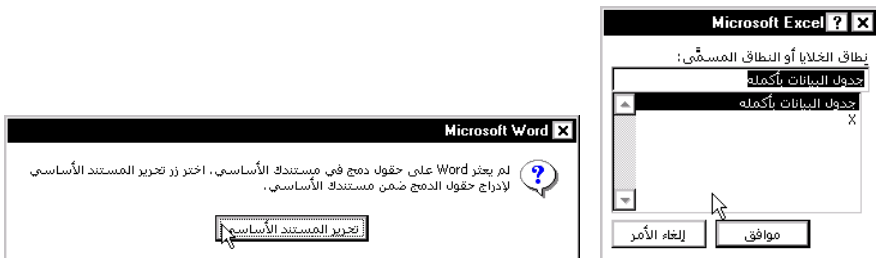 Microsoft Excel
نطاق الخلايا أو النطاق المسمَّى:
جدول البيانات بأكمله
جدول البيانات بأكمله
X
موافق
إلغاء الأمر
Microsoft Word
لم يعثر Word على حقول دمج في مستندك الأساسي. اختر زر تحرير المستند الأساسي
لإدراج حقول الدمج ضمن مستندك الأساسي.
تحرير المستند الأساسي